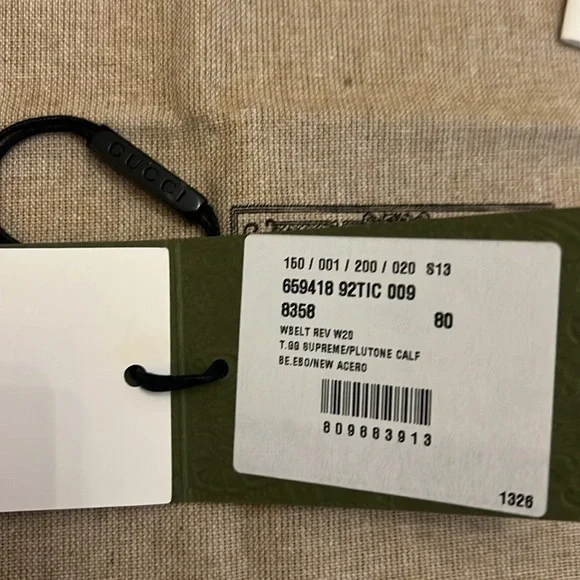 GUCCI
150 / 001 / 200 / 020 S13
659418 92TIC 009
8358 80
WBELT REV W20
T.GG SUPREME/PLUTONE CALF
BE.EBO/NEW ACERO
809883913
1326